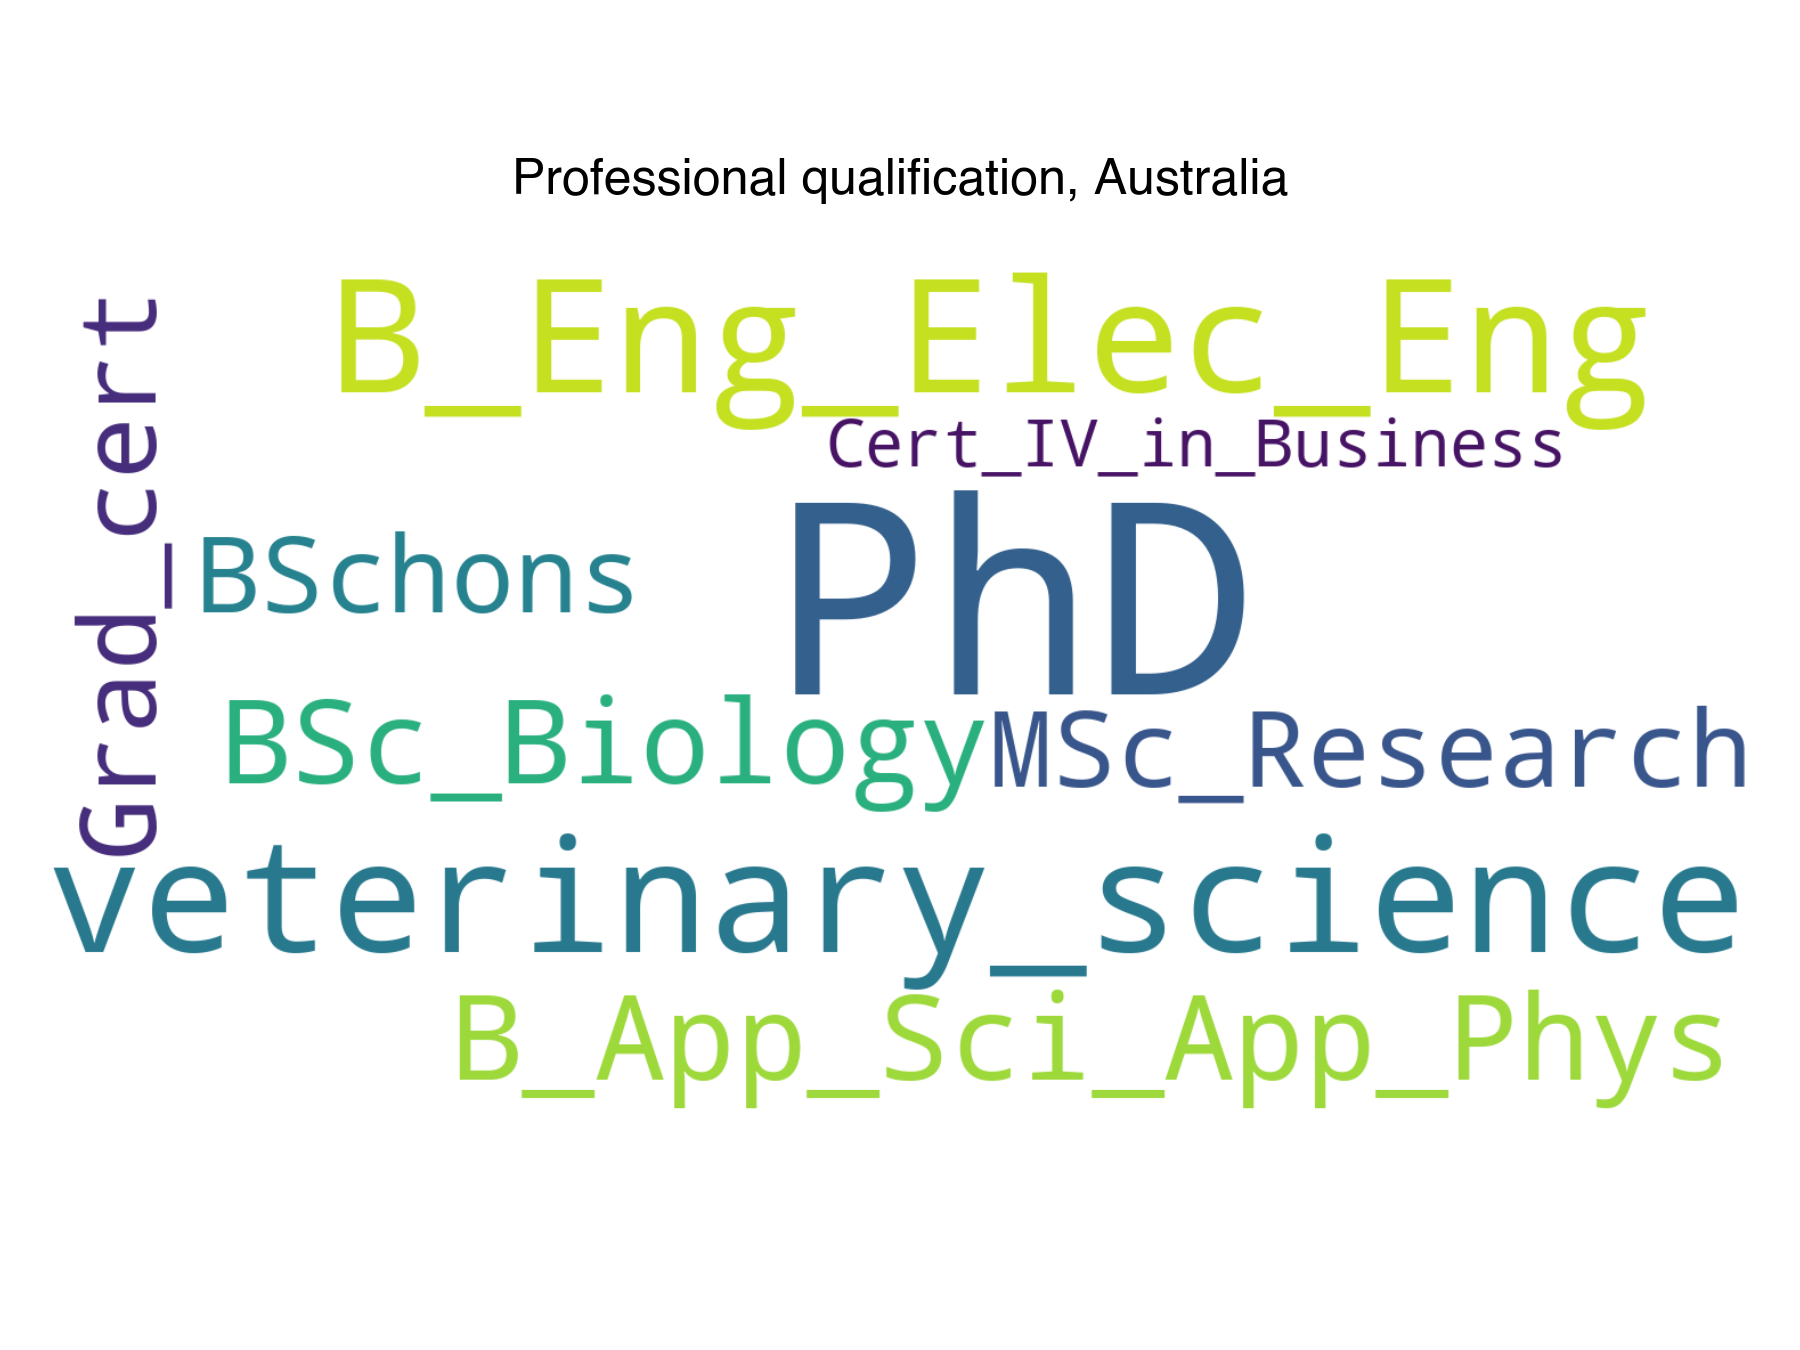 Professional qualification, Australia
B_Eng_Elec_Eng
Grad_cert
Cert_IV_in_Business
BSchons
PhD
BSc_Biology
MSc_Research
veterinary_science
B_App_Sci_App_Phys